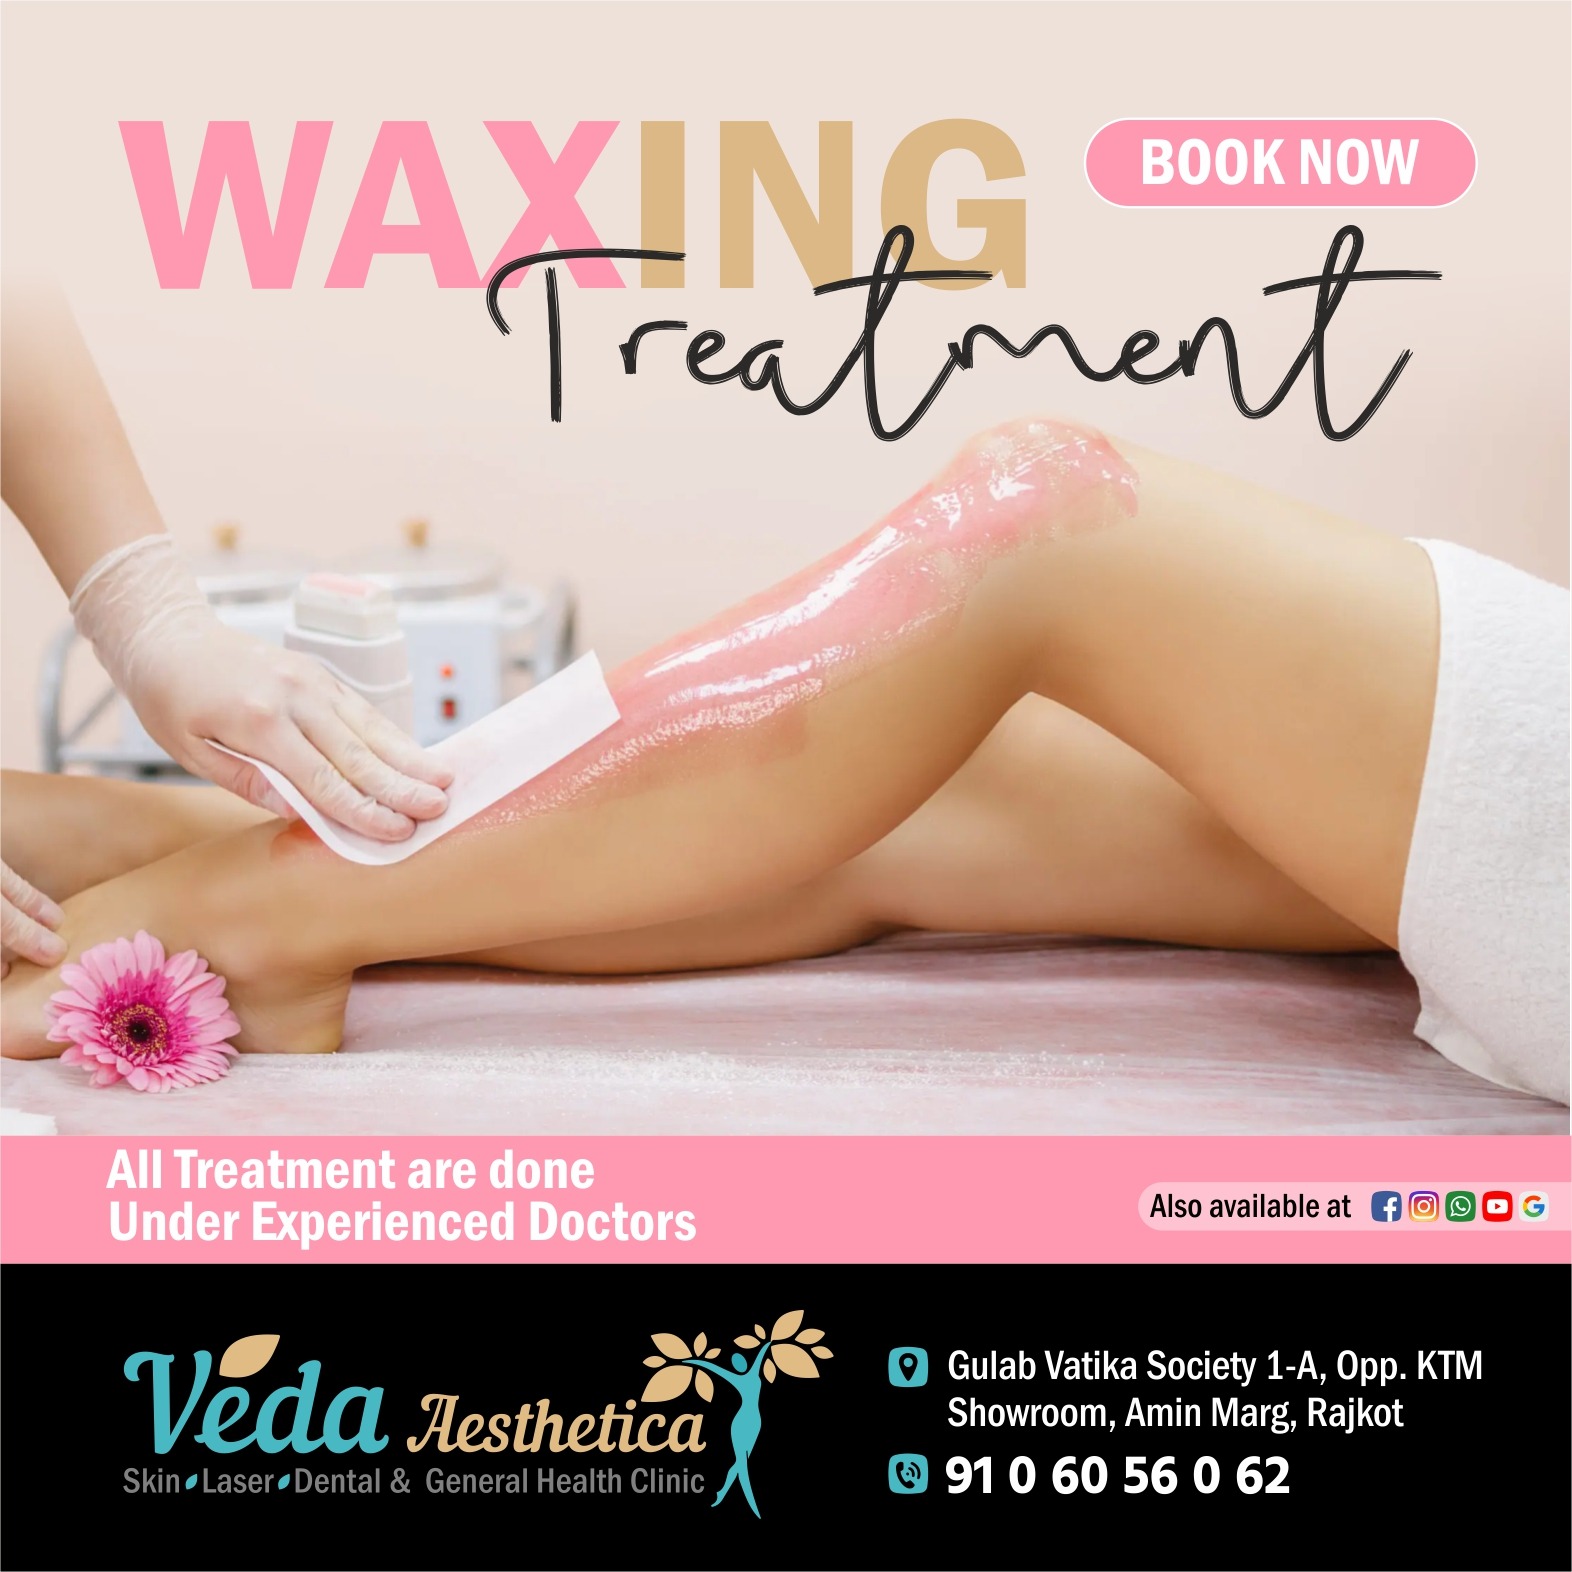 WAXING
BOOK NOW
Treatment
All Treatment are done
Under Experienced Doctors
Also available at
Veda Aesthetica
Skin Laser Dental & General Health Clinic
Gulab Vatika Society 1-A, Opp. KTM
Showroom, Amin Marg, Rajkot
91 0 60 56 0 62